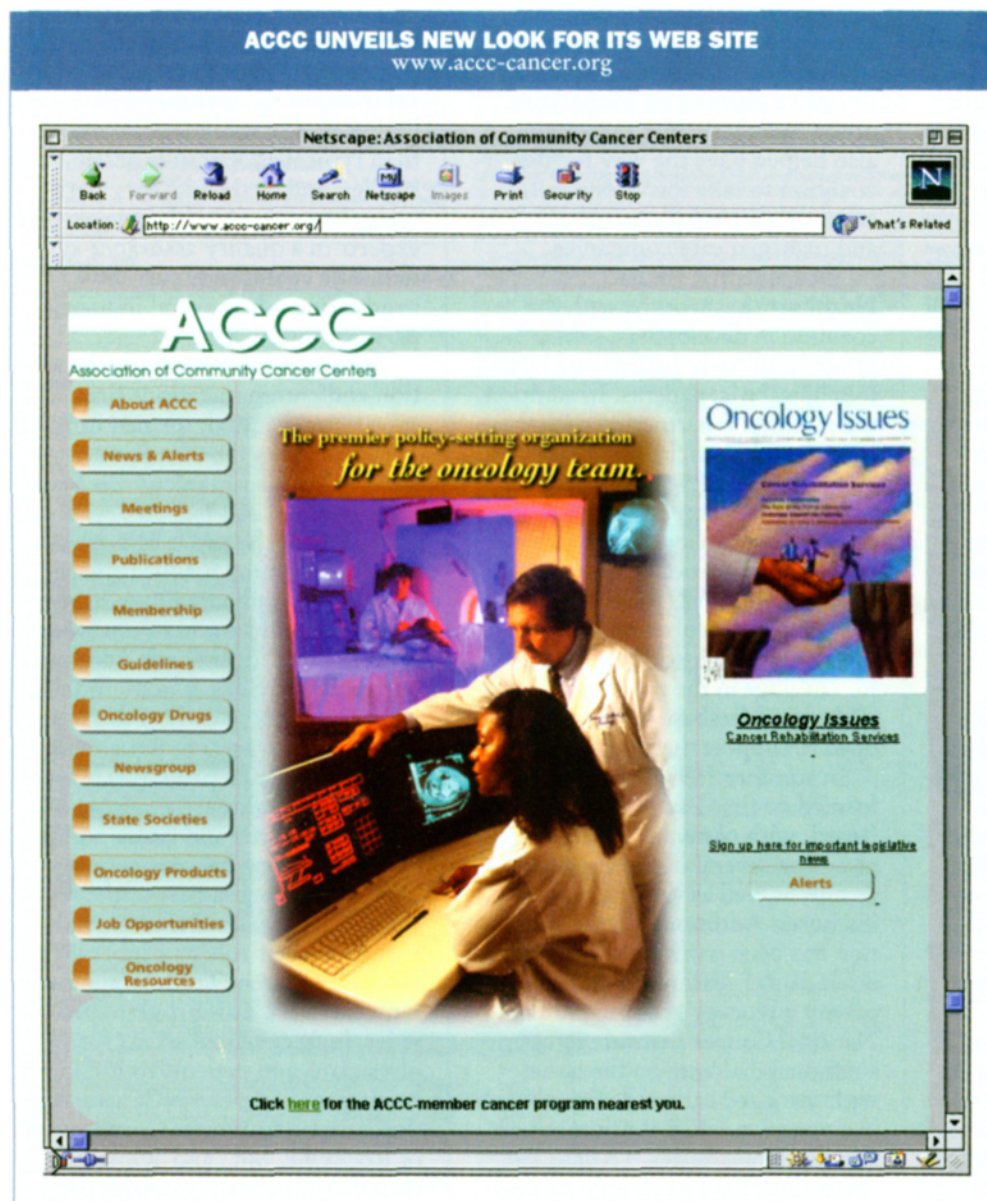 ACCC UNVEILS NEW LOOK FOR ITS WEB SITE
www.accc-cancer.org
Netscape: Association of Community Cancer Centers
Back
Forward
Reload
Home
Search
Netscape
Images
Print
Security
Stop
N
Location:
http://www.accc-cancer.org/
What's Related
ACCC
Association of Community Cancer Centers
About ACCC
News & Alerts
Meetings
Publications
Membership
Guidelines
Oncology Drugs
Newsgroup
State Societies
Oncology Products
Job Opportunities
Oncology
Resources
The premier policy-setting organization
for the oncology team.
Oncology Issues
Cancer Rehabilitation Services
Oncology Issues
Cancer Rehabilitation Services
Sign up here for important legislative
news
Alerts
Click here for the ACCC-member cancer program nearest you.